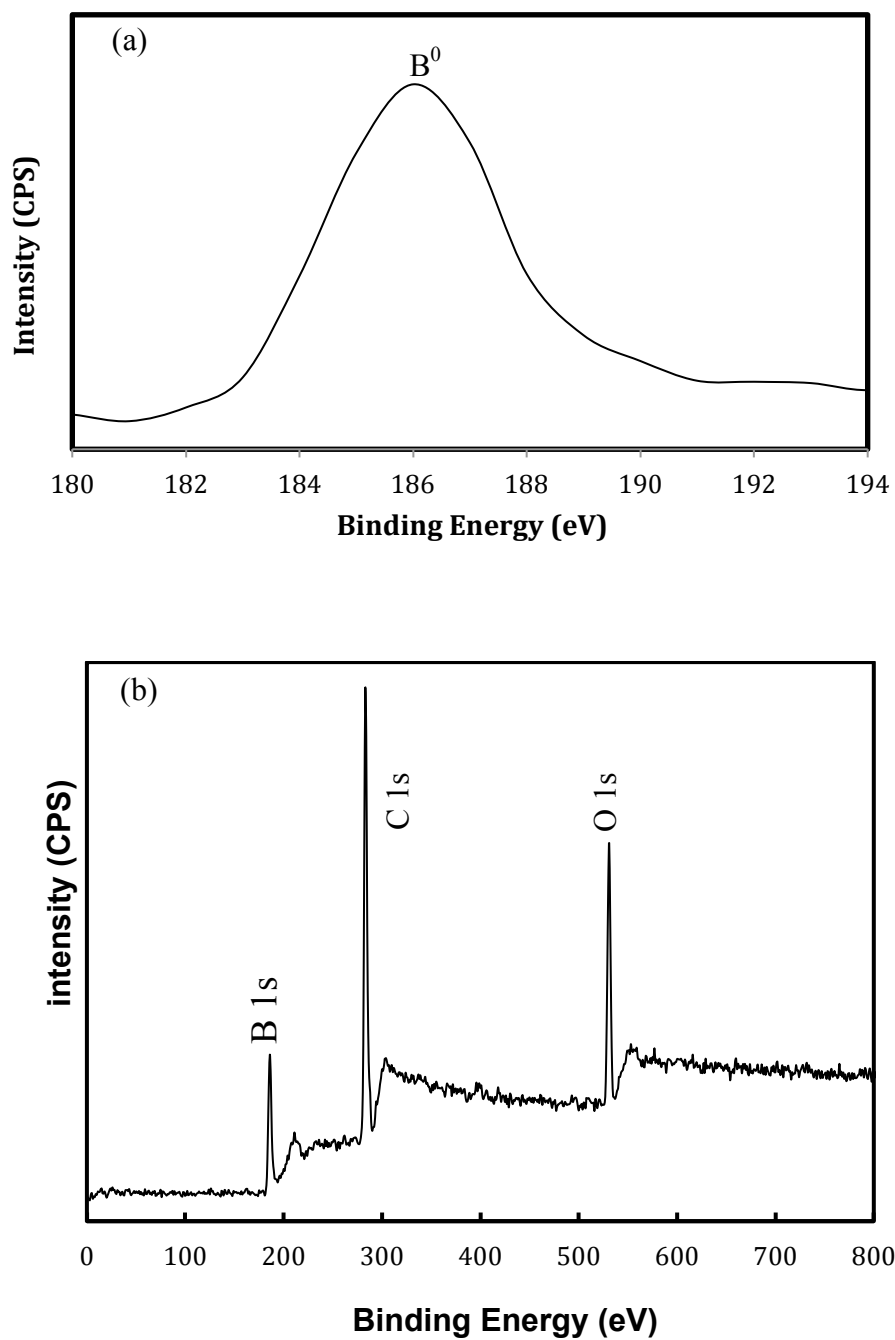 (a)
B⁰
Intensity (CPS)
180 182 184 186 188 190 192 194
Binding Energy (eV)
(b)
C 1s
O 1s
B 1s
intensity (CPS)
0 100 200 300 400 500 600 700 800
Binding Energy (eV)